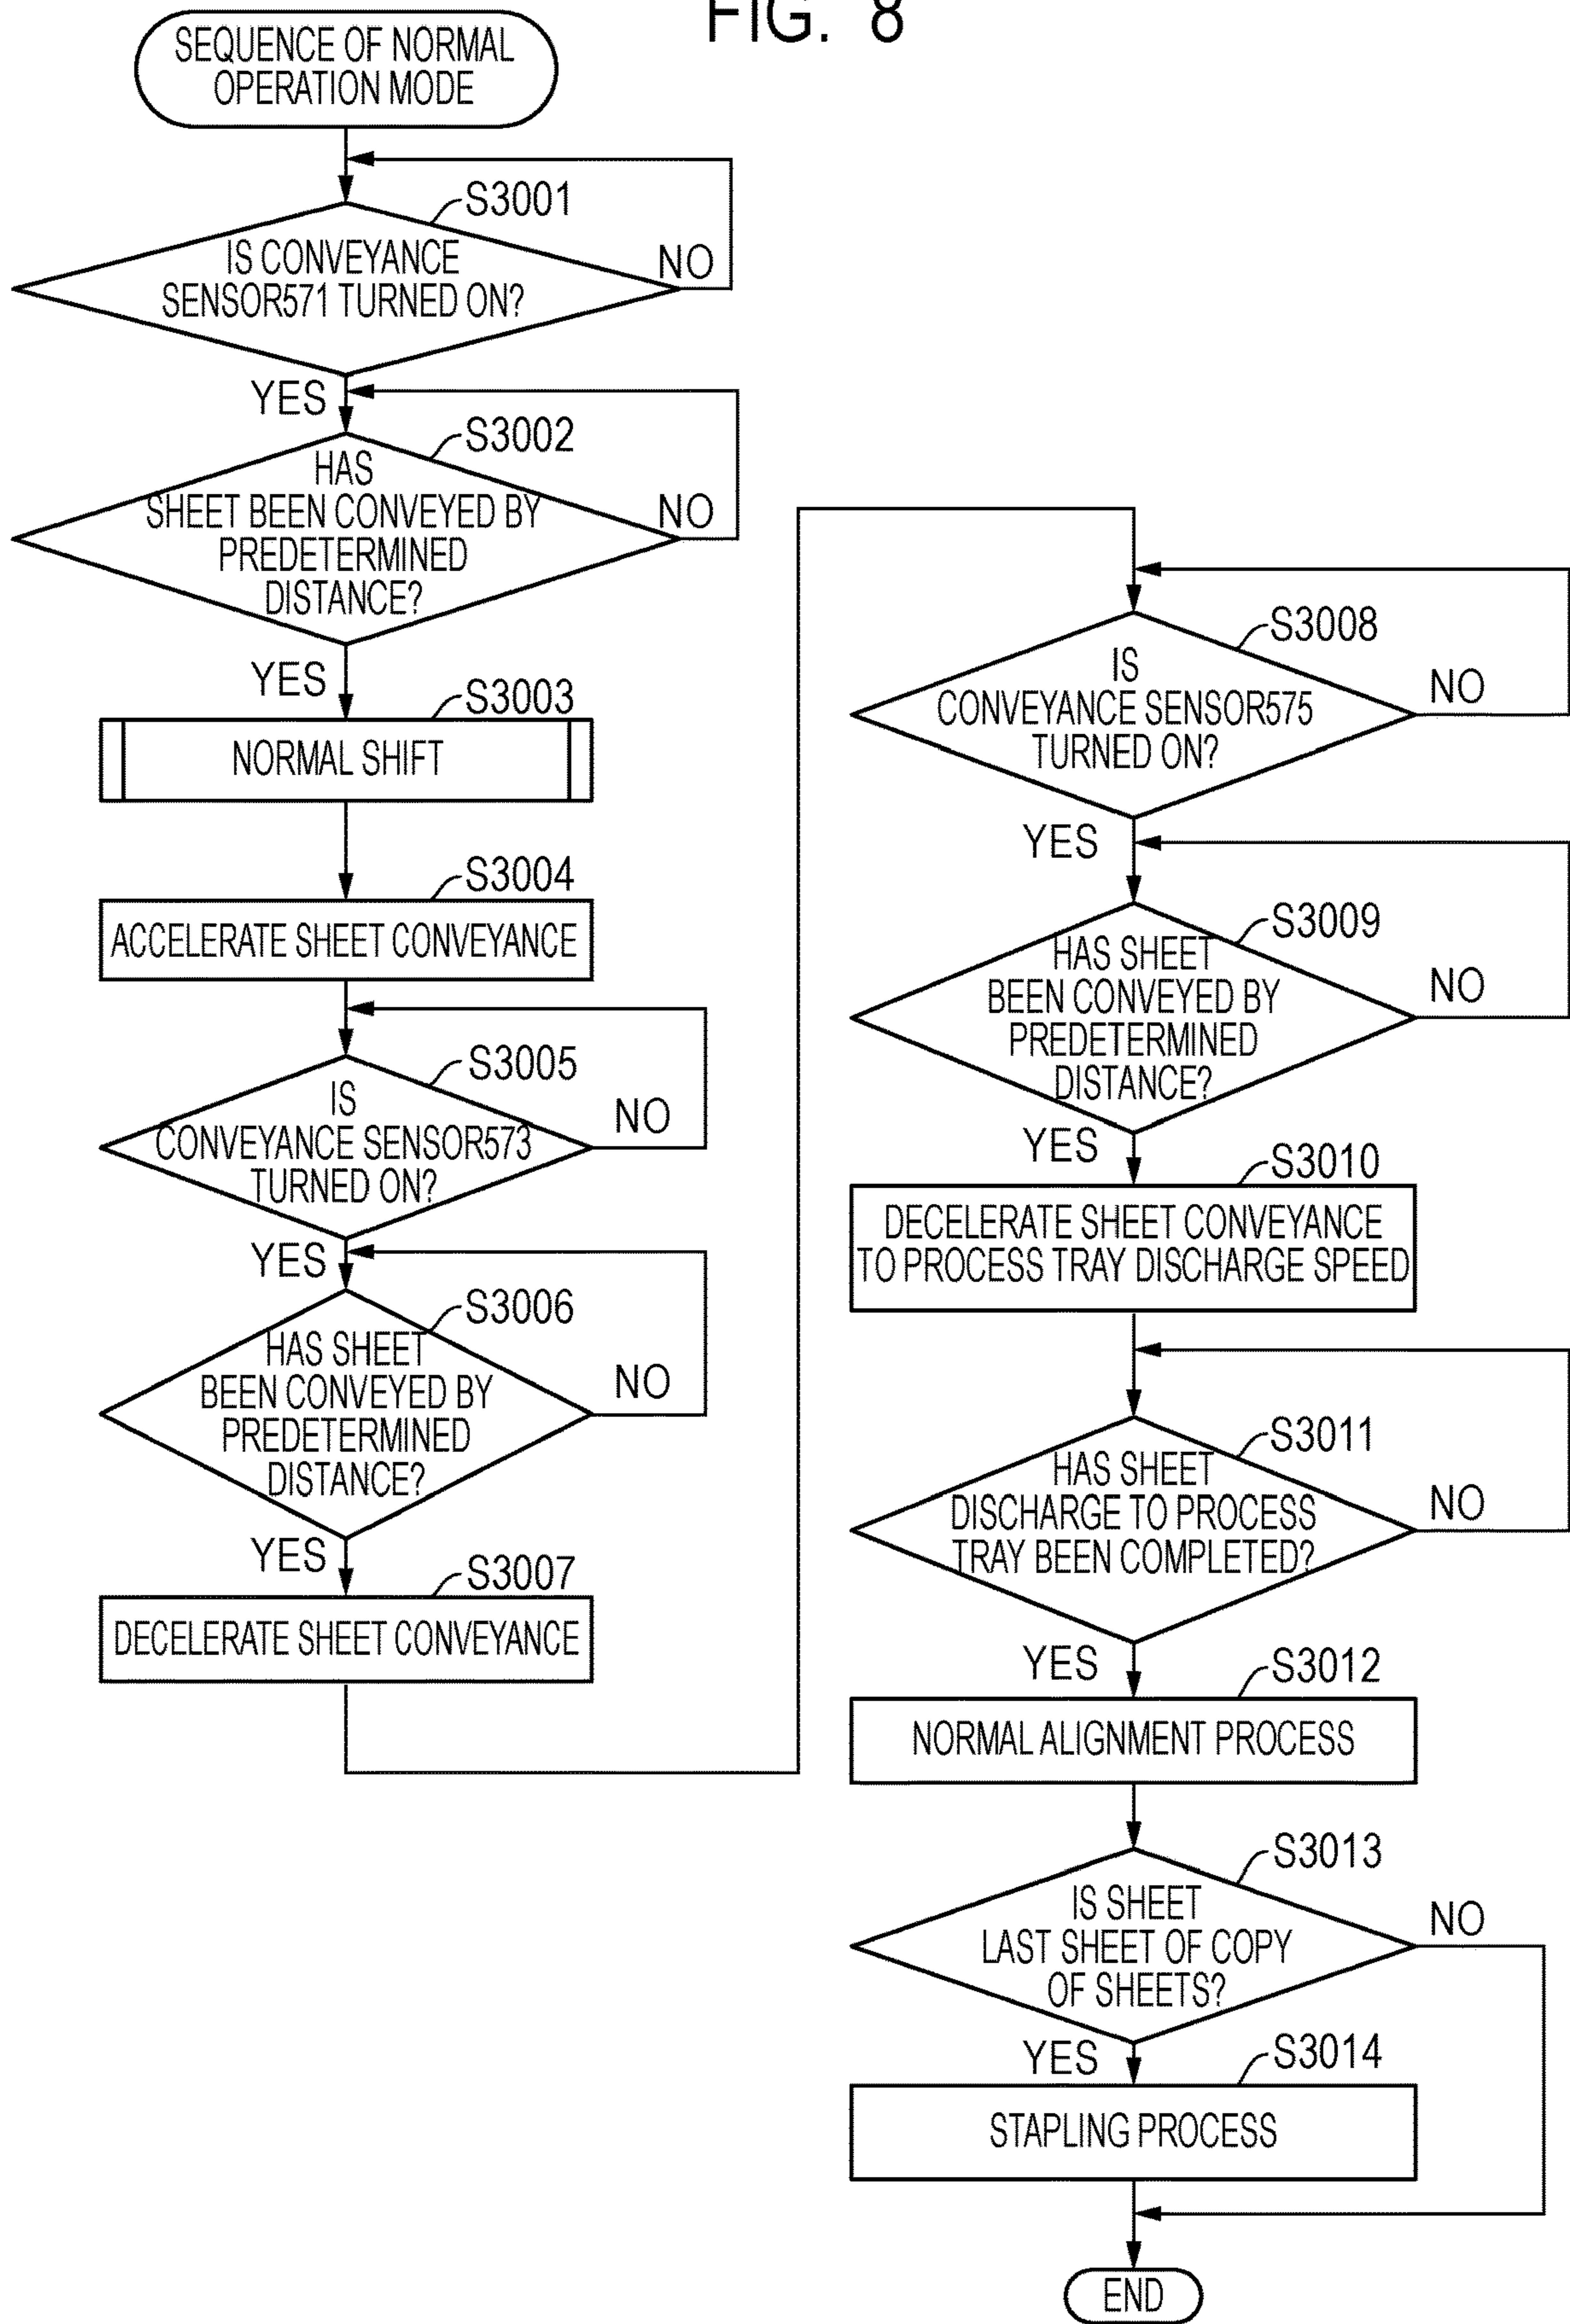 FIG. 8
SEQUENCE OF NORMAL
OPERATION MODE
S3001
IS CONVEYANCE
SENSOR571 TURNED ON?
NO
YES
S3002
HAS
SHEET BEEN CONVEYED BY
PREDETERMINED
DISTANCE?
NO
YES
S3003
NORMAL SHIFT
S3004
ACCELERATE SHEET CONVEYANCE
S3005
IS
CONVEYANCE SENSOR573
TURNED ON?
NO
YES
S3006
HAS SHEET
BEEN CONVEYED BY
PREDETERMINED
DISTANCE?
NO
YES
S3007
DECELERATE SHEET CONVEYANCE
S3008
IS
CONVEYANCE SENSOR575
TURNED ON?
NO
YES
S3009
HAS SHEET
BEEN CONVEYED BY
PREDETERMINED
DISTANCE?
NO
YES
S3010
DECELERATE SHEET CONVEYANCE
TO PROCESS TRAY DISCHARGE SPEED
S3011
HAS SHEET
DISCHARGE TO PROCESS
TRAY BEEN COMPLETED?
NO
YES
S3012
NORMAL ALIGNMENT PROCESS
S3013
IS SHEET
LAST SHEET OF COPY
OF SHEETS?
NO
YES
S3014
STAPLING PROCESS
END